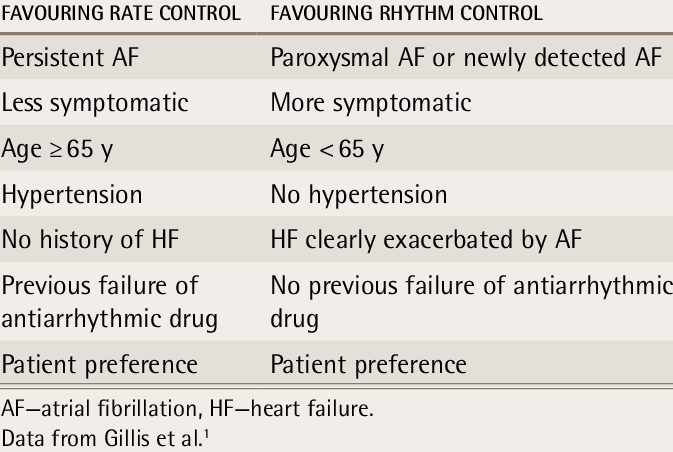 FAVOURING RATE CONTROL FAVOURING RHYTHM CONTROL
Persistent AF Paroxysmal AF or newly detected AF
Less symptomatic More symptomatic
Age ≥ 65 y Age < 65 y
Hypertension No hypertension
No history of HF HF clearly exacerbated by AF
Previous failure of No previous failure of antiarrhythmic
antiarrhythmic drug drug
Patient preference Patient preference
AF—atrial fibrillation, HF—heart failure.
Data from Gillis et al.¹